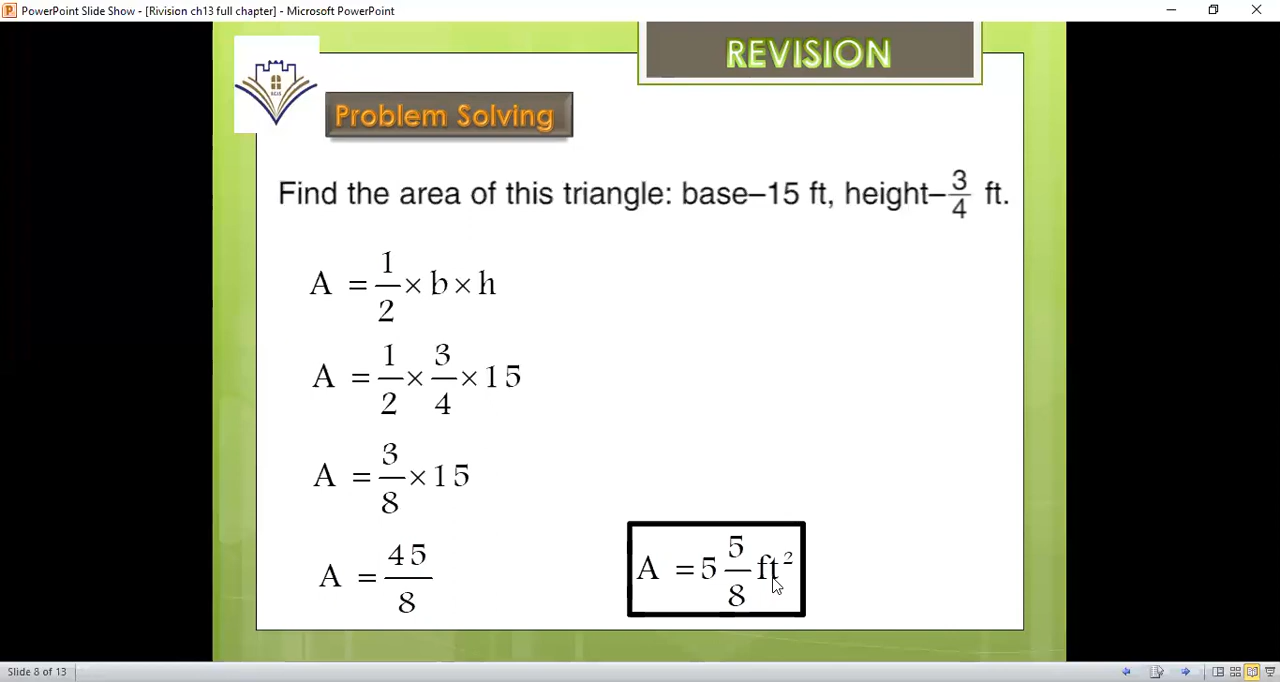 PowerPoint Slide Show - [Rivision ch13 full chapter] - Microsoft PowerPoint
REVISION
Problem Solving
Find the area of this triangle: base–15 ft, height–3/4 ft.
A = 1/2 × b × h
A = 1/2 × 3/4 × 15
A = 3/8 × 15
A = 45/8
A = 5 5/8 ft²
Slide 8 of 13